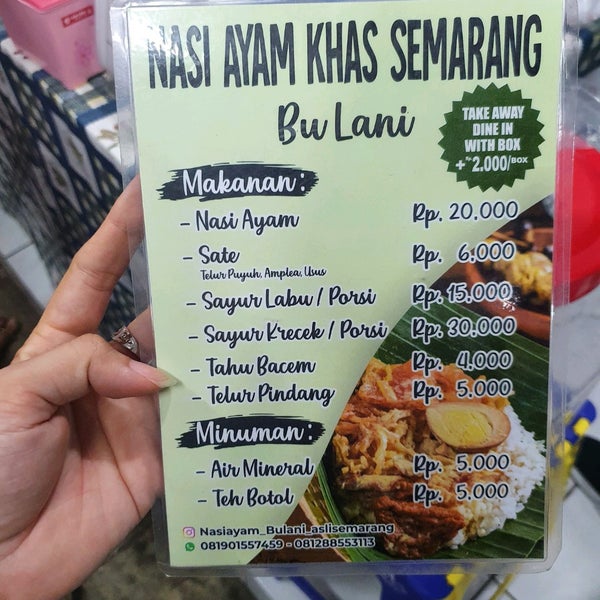 NASI AYAM KHAS SEMARANG
Bu Lani
TAKE AWAY
DINE IN
WITH BOX
+Rp 2.000/BOX
Makanan :
- Nasi Ayam Rp. 20,000
- Sate Rp. 6,000
Telur Puyuh, Amplea, Usus
- Sayur Labu / Porsi Rp. 15,000
- Sayur Krecek / Porsi Rp. 30.000
- Tahu Bacem Rp. 4,000
- Telur Pindang Rp. 5.000
Minuman :
- Air Mineral Rp. 5.000
- Teh Botol Rp. 5.000
Nasiayam_Bulani_aslisemarang
081901557459 - 081288553113